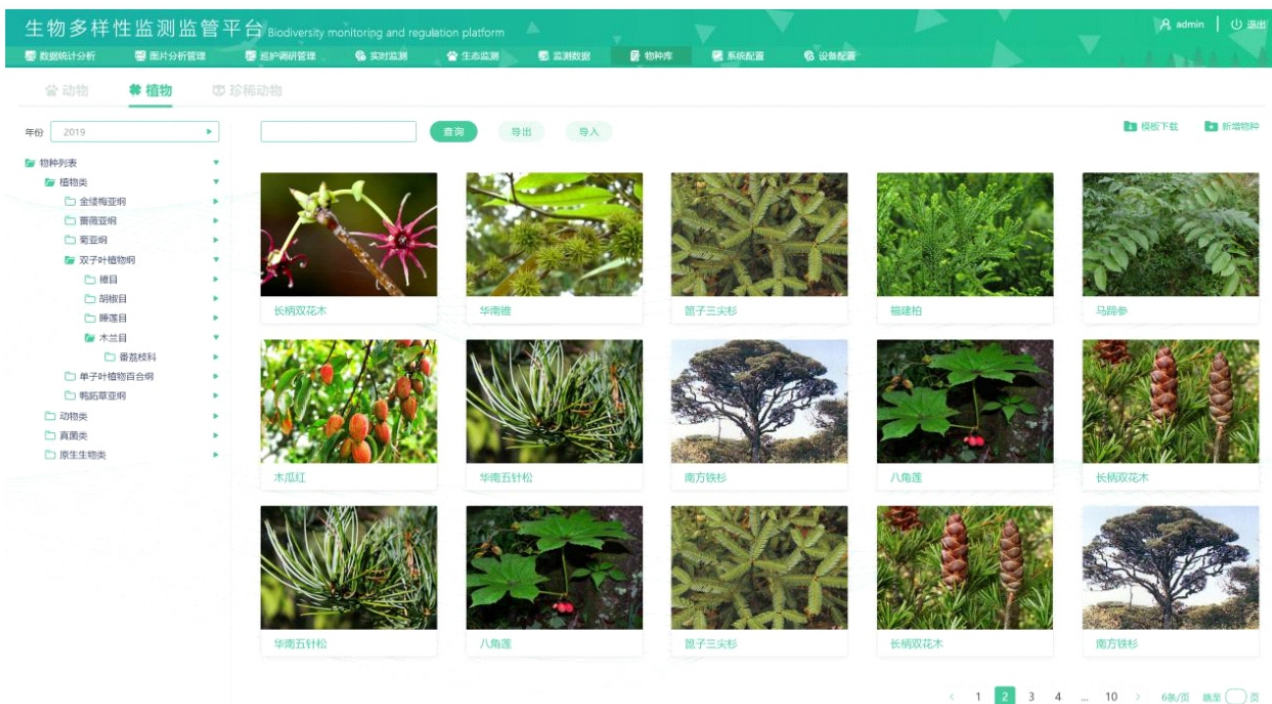 生物多样性监测监管平台 Biodiversity monitoring and regulation platform
admin 退出
数据统计分析 图片分析管理 巡护调研管理 实时监测 生态监测 监测数据 物种库 系统配置 设备配置
动物 植物 珍稀动物
年份 2019 查询 导出 导入 模板下载 新增物种
物种列表
植物类
金缕梅亚纲
蔷薇亚纲
菊亚纲
双子叶植物纲
樟目
胡椒目
睡莲目
木兰目
番荔枝科
单子叶植物百合纲
鸭跖草亚纲
动物类
真菌类
原生生物类
长柄双花木 华南锥 篦子三尖杉 福建柏 马蹄参
木瓜红 华南五针松 南方铁杉 八角莲 长柄双花木
华南五针松 八角莲 篦子三尖杉 长柄双花木 南方铁杉
< 1 2 3 4 ... 10 > 6条/页 跳至 页